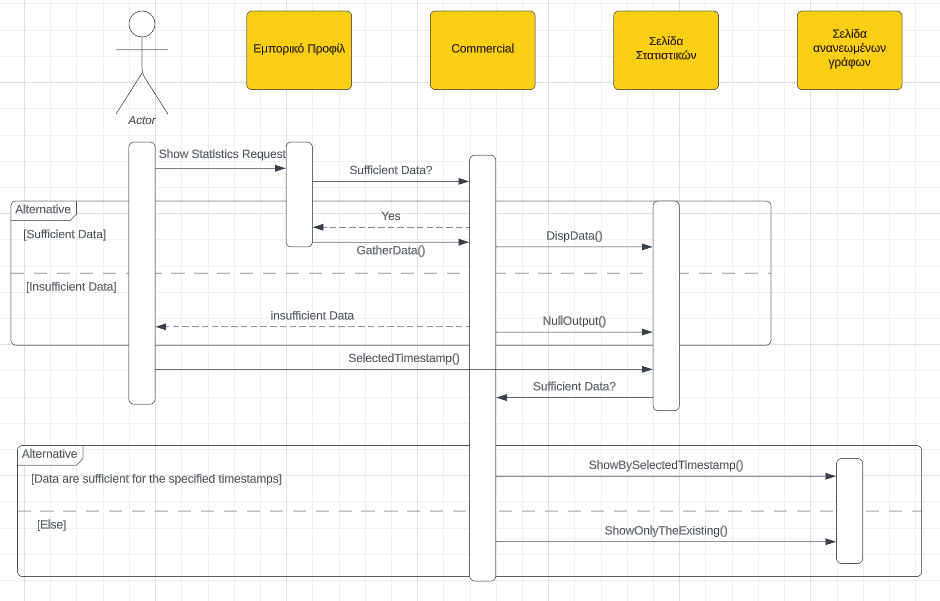 Εμπορικό Προφίλ
Commercial
Σελίδα
Στατιστικών
Σελίδα
ανανεωμένων
γράφων
Actor
Show Statistics Request
Sufficient Data?
Alternative
[Sufficient Data]
Yes
GatherData()
DispData()
[Insufficient Data]
insufficient Data
NullOutput()
SelectedTimestamp()
Sufficient Data?
Alternative
[Data are sufficient for the specified timestamps]
ShowBySelectedTimestamp()
[Else]
ShowOnlyTheExisting()